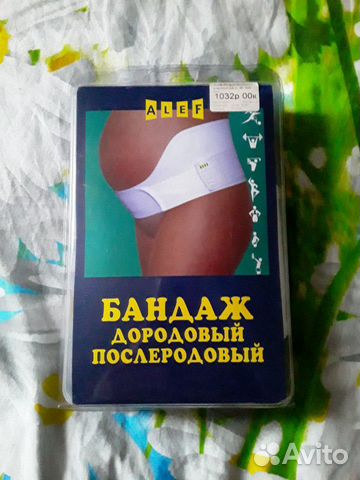 ALEF
1032р 00к
БАНДАЖ
ДОРОДОВЫЙ
ПОСЛЕРОДОВЫЙ
Avito